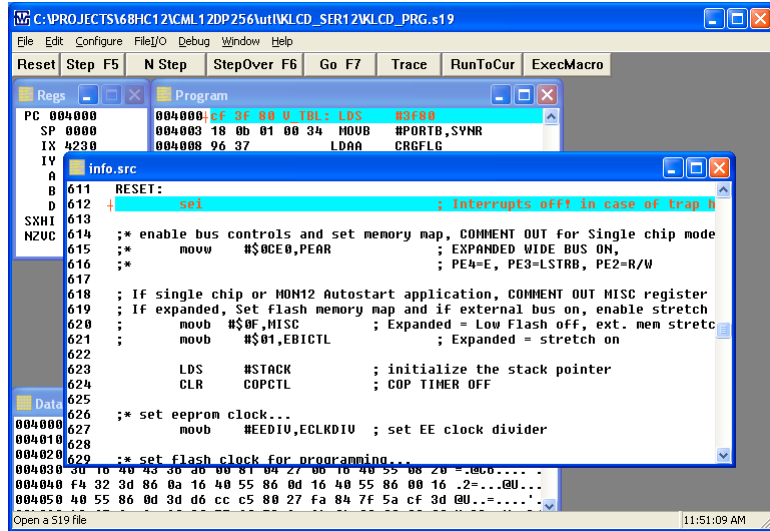 C:\PROJECTS\68HC12\CML12DP256\utl\KLCD_SER12\KLCD_PRG.s19
File Edit Configure FileI/O Debug Window Help
Reset Step F5 N Step StepOver F6 Go F7 Trace RunToCur ExecMacro
Regs
PC 004000
SP 0000
IX 4230
IY
A
B
D
SXHI
NZVC
Program
004000 cf 3f 80 V_TBL: LDS #3f80
004003 18 0b 01 00 34 MOVB #PORTB,SYNR
004008 96 37 LDAA CRGFLG
info.src
611 RESET:
612 sei ; Interrupts off! in case of trap h
613
614 ;* enable bus controls and set memory map, COMMENT OUT for Single chip mode
615 ;* movw #$0CE0,PEAR ; EXPANDED WIDE BUS ON,
616 ;* ; PE4=E, PE3=LSTRB, PE2=R/W
617
618 ; If single chip or MON12 Autostart application, COMMENT OUT MISC register
619 ; If expanded, Set flash memory map and if external bus on, enable stretch
620 ; movb #$0F,MISC ; Expanded = Low Flash off, ext. mem stretc
621 ; movb #$01,EBICTL ; Expanded = stretch on
622
623 LDS #STACK ; initialize the stack pointer
624 CLR COPCTL ; COP TIMER OFF
625
626 ;* set eeprom clock...
627 movb #EEDIV,ECLKDIV ; set EE clock divider
628
629 ;* set flash clock for programming...
Data
004000
004010
004020
004030
004040 f4 32 3d 86 0a 16 40 55 86 0d 16 40 55 86 00 16 .2=...@U...
004050 40 55 86 0d 3d d6 cc c5 80 27 fa 84 7f 5a cf 3d @U..=....'.
Open a S19 file
11:51:09 AM